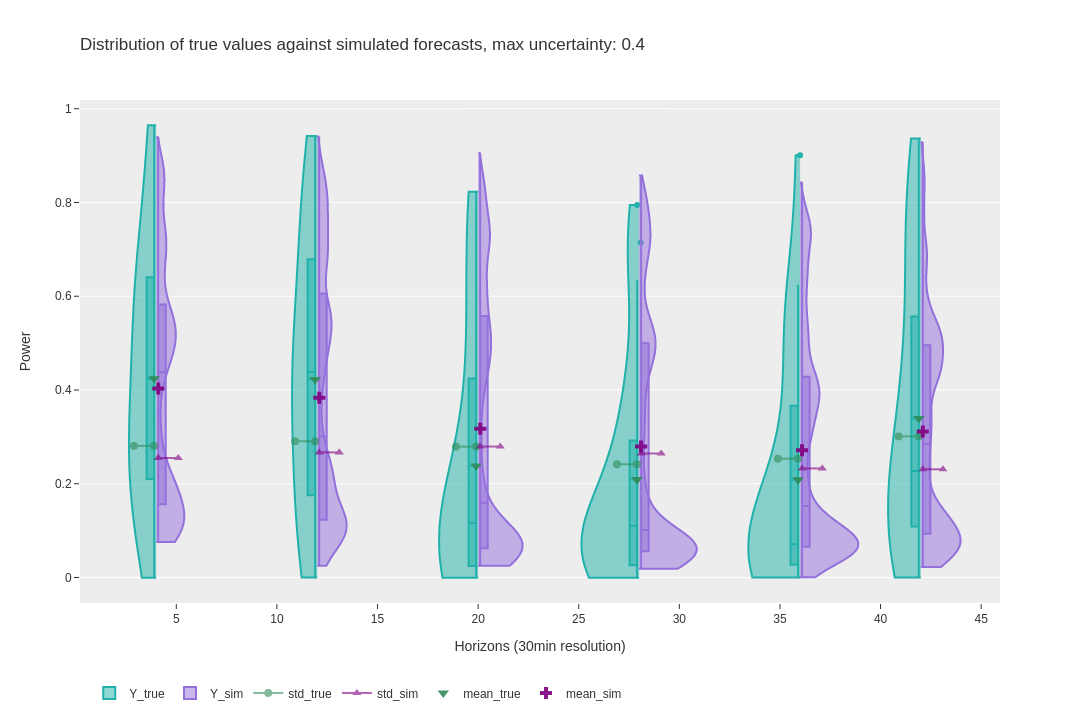 Distribution of true values against simulated forecasts, max uncertainty: 0.4
1
0.8
0.6
0.4
0.2
0
Power
5 10 15 20 25 30 35 40 45
Horizons (30min resolution)
Y_true Y_sim std_true std_sim mean_true mean_sim